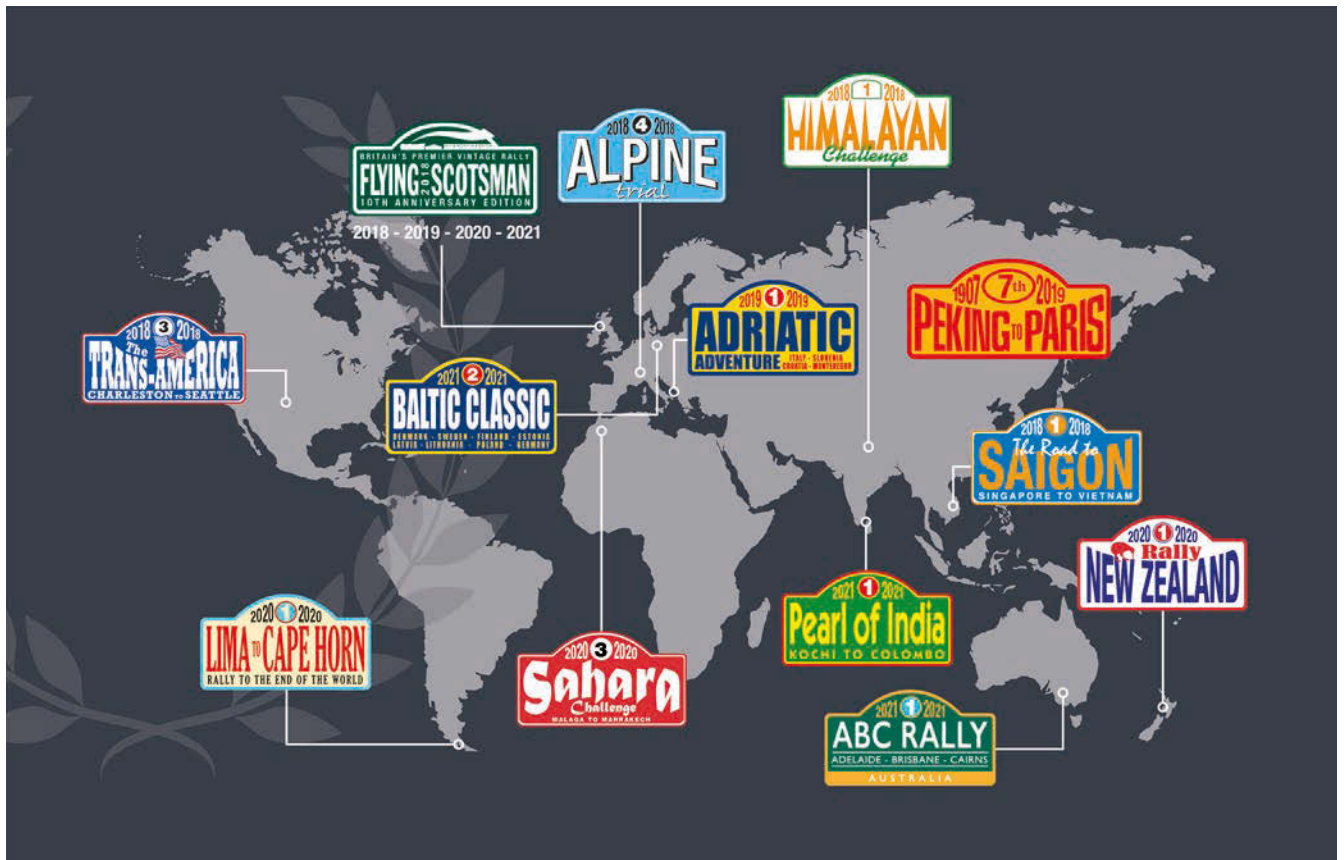 2018 1 2018
HIMALAYAN
Challenge
BRITAIN'S PREMIER VINTAGE RALLY
FLYING 2018 SCOTSMAN
10TH ANNIVERSARY EDITION
2018 - 2019 - 2020 - 2021
2018 4 2018
ALPINE
trial
1907 7th 2019
PEKING TO PARIS
2019 1 2019
ADRIATIC
ADVENTURE
ITALY - SLOVENIA
CROATIA - MONTENEGRO
2018 3 2018
The
TRANS-AMERICA
CHARLESTON TO SEATTLE
2021 2 2021
BALTIC CLASSIC
DENMARK - SWEDEN - FINLAND - ESTONIA
LATVIA - LITHUANIA - POLAND - GERMANY
2018 1 2018
The Road to
SAIGON
SINGAPORE TO VIETNAM
2020 1 2020
Rally
NEW ZEALAND
2021 1 2021
Pearl of India
KOCHI TO COLOMBO
2020 1 2020
LIMA TO CAPE HORN
RALLY TO THE END OF THE WORLD
2020 3 2020
Sahara
Challenge
MALAGA TO MARRAKECH
2021 1 2021
ABC RALLY
ADELAIDE - BRISBANE - CAIRNS
AUSTRALIA